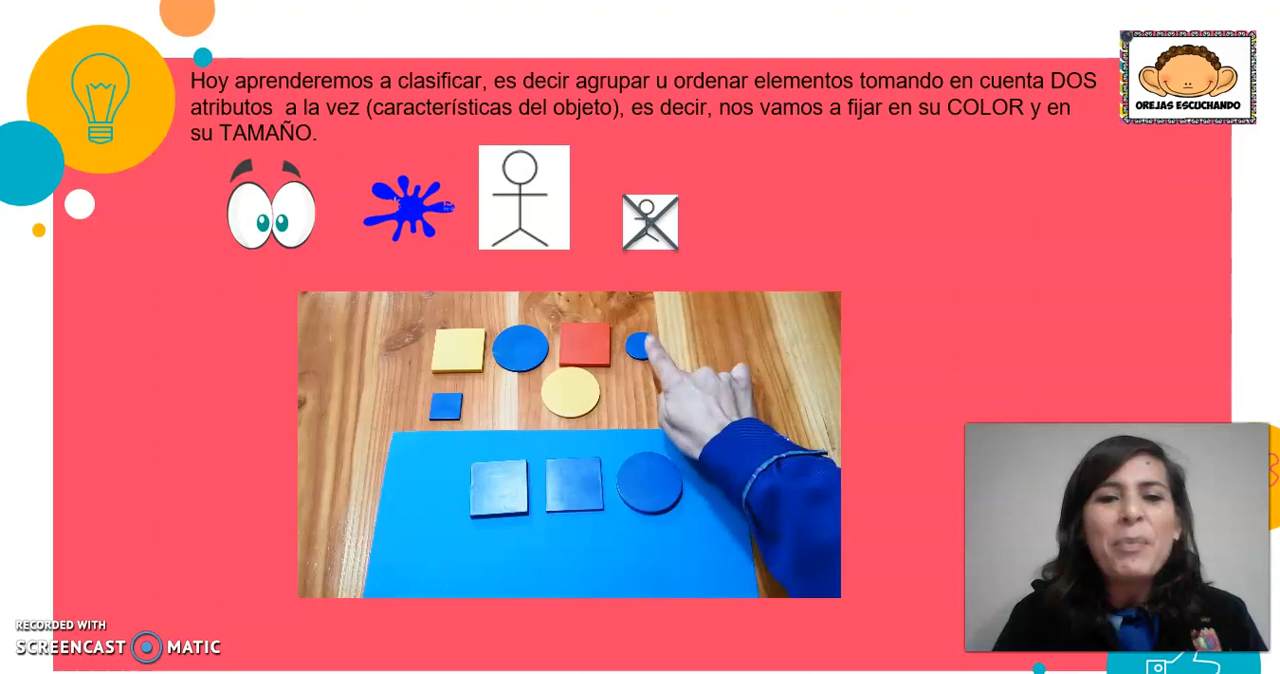 Hoy aprenderemos a clasificar, es decir agrupar u ordenar elementos tomando en cuenta DOS
atributos a la vez (características del objeto), es decir, nos vamos a fijar en su COLOR y en
su TAMAÑO.
OREJAS ESCUCHANDO
RECORDED WITH
SCREENCAST MATIC